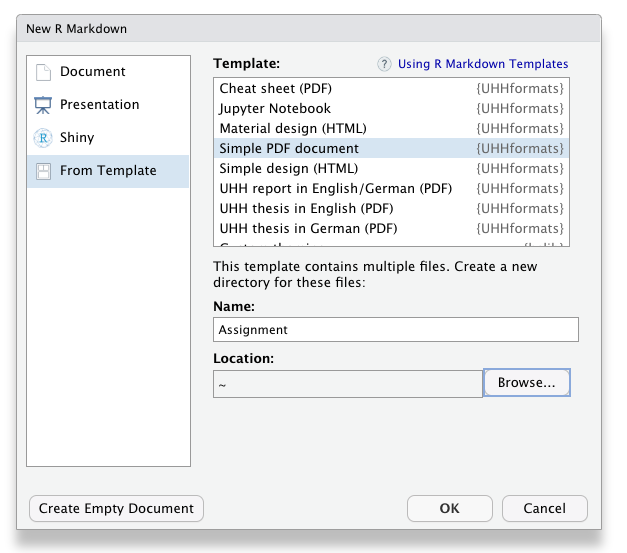 New R Markdown
Document
Presentation
Shiny
From Template
Template:
Using R Markdown Templates
Cheat sheet (PDF) {UHHformats}
Jupyter Notebook {UHHformats}
Material design (HTML) {UHHformats}
Simple PDF document {UHHformats}
Simple design (HTML) {UHHformats}
UHH report in English/German (PDF) {UHHformats}
UHH thesis in English (PDF) {UHHformats}
UHH thesis in German (PDF) {UHHformats}
This template contains multiple files. Create a new
directory for these files:
Name:
Assignment
Location:
~ Browse...
Create Empty Document OK Cancel